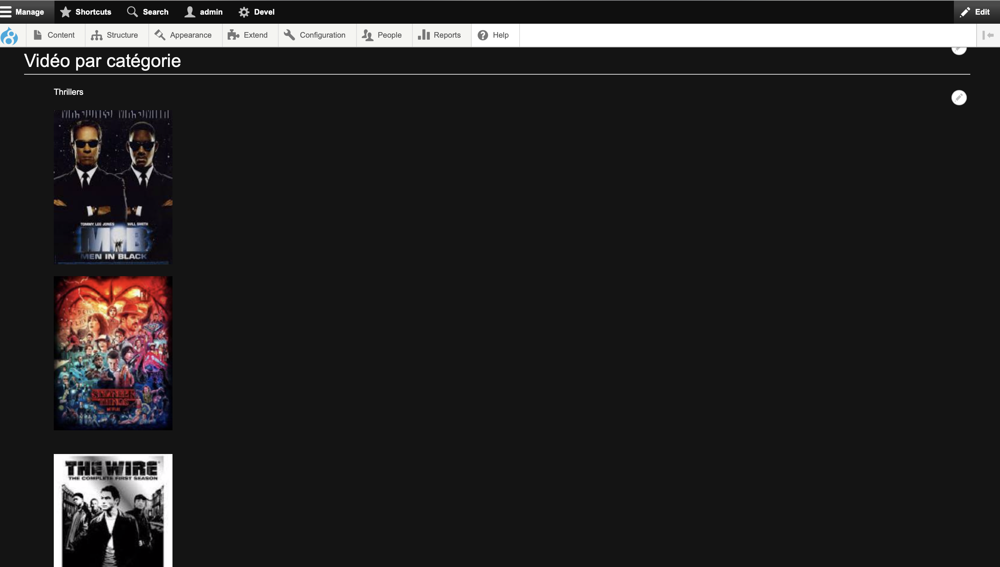 Manage Shortcuts Search admin Devel Edit
Content Structure Appearance Extend Configuration People Reports Help
Vidéo par catégorie
Thrillers
TOMMY LEE JONES WILL SMITH
MIB
MEN IN BLACK
STRANGER
THINGS
NETFLIX
THE WIRE
THE COMPLETE FIRST SEASON